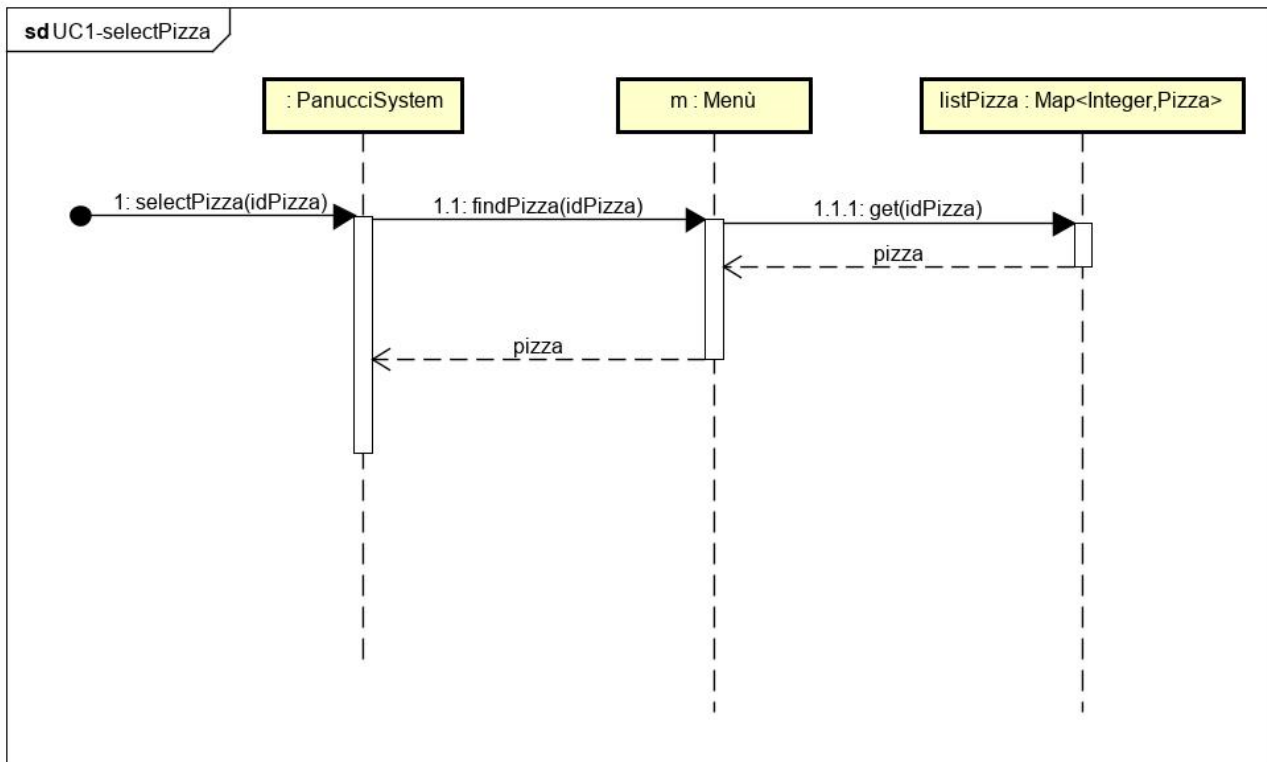 sd UC1-selectPizza
: PanucciSystem
m : Menù
listPizza : Map<Integer,Pizza>
1: selectPizza(idPizza)
1.1: findPizza(idPizza)
1.1.1: get(idPizza)
pizza
pizza